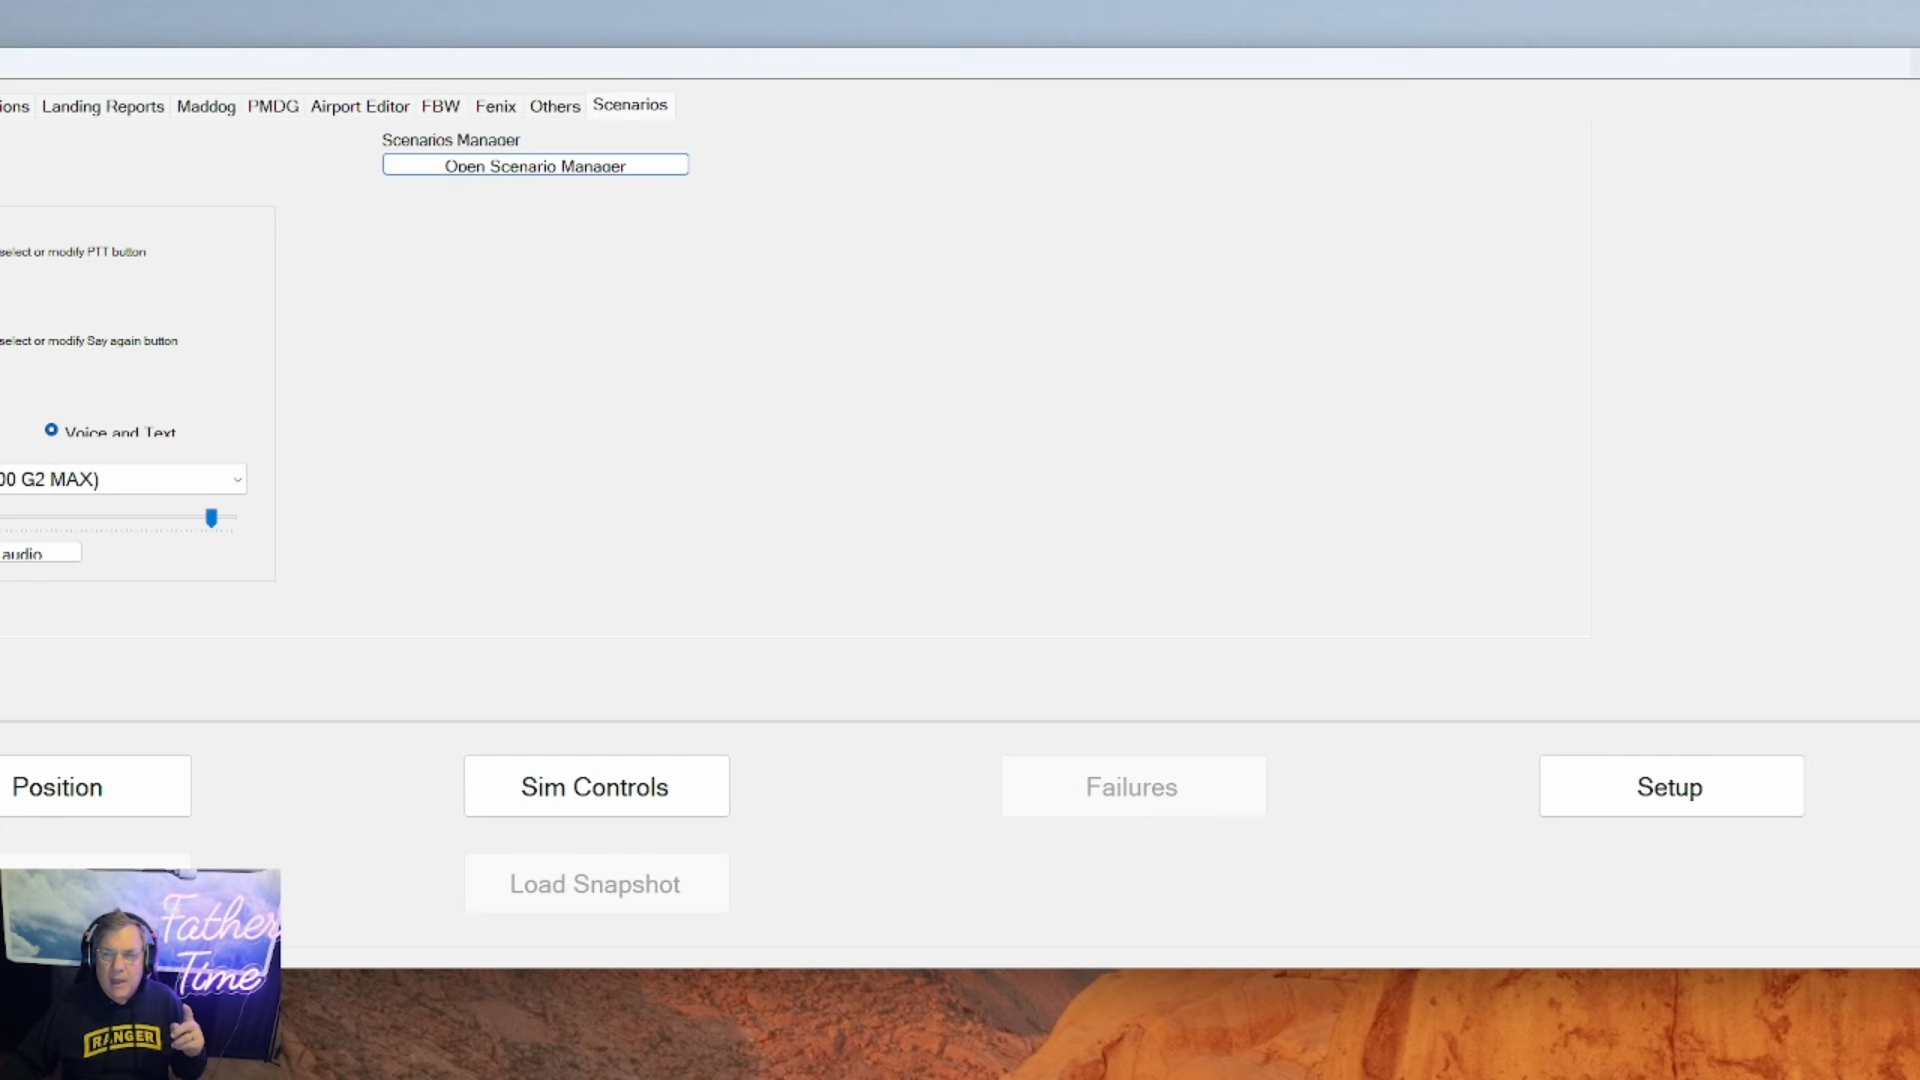 ions Landing Reports Maddog PMDG Airport Editor FBW Fenix Others Scenarios
Scenarios Manager
Open Scenario Manager
select or modify PTT button
select or modify Say again button
Voice and Text
00 G2 MAX)
audio
Position
Sim Controls
Failures
Setup
Load Snapshot
Father
Time
RANGER